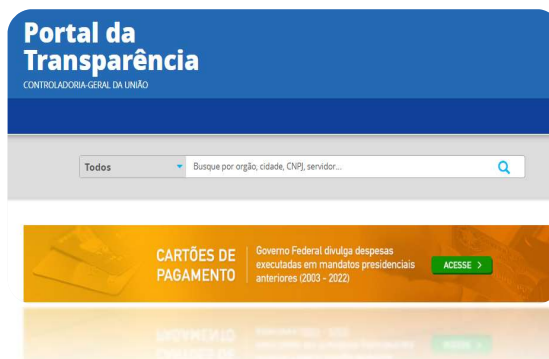 Portal da
Transparência
CONTROLADORIA-GERAL DA UNIÃO
Todos
Busque por orgão, cidade, CNPJ, servidor...
CARTÕES DE
PAGAMENTO
Governo Federal divulga despesas
executadas em mandatos presidenciais
anteriores (2003 - 2022)
ACESSE >